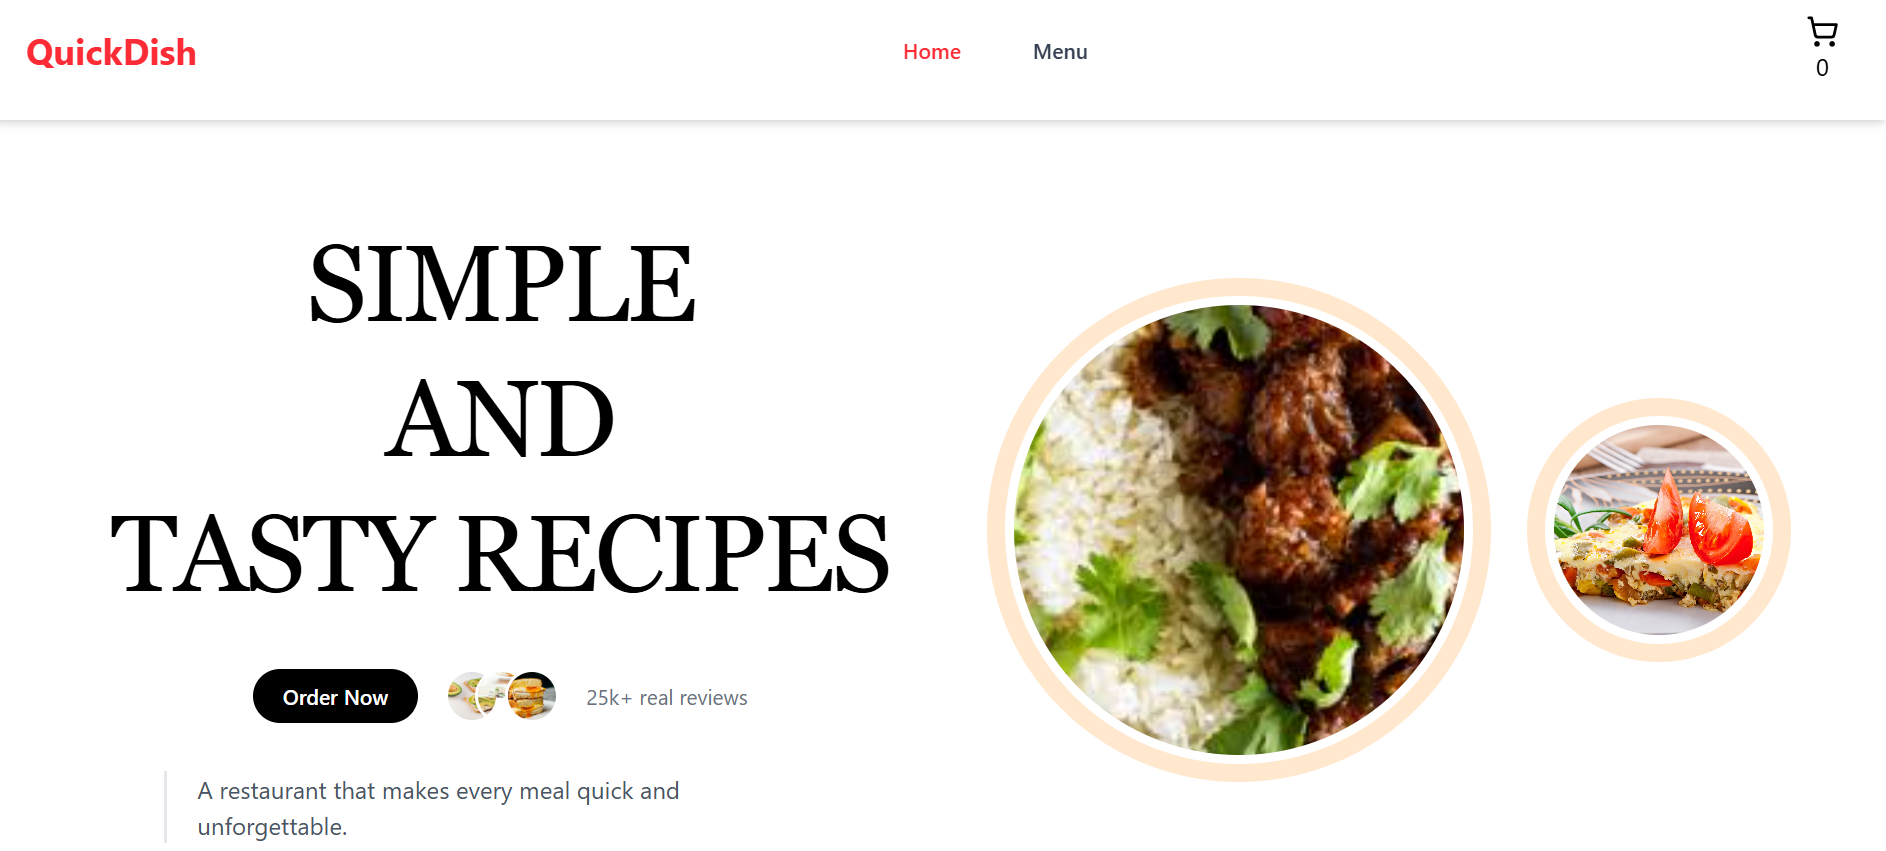 QuickDish
Home
Menu
0
SIMPLE
AND
TASTY RECIPES
Order Now
25k+ real reviews
A restaurant that makes every meal quick and
unforgettable.